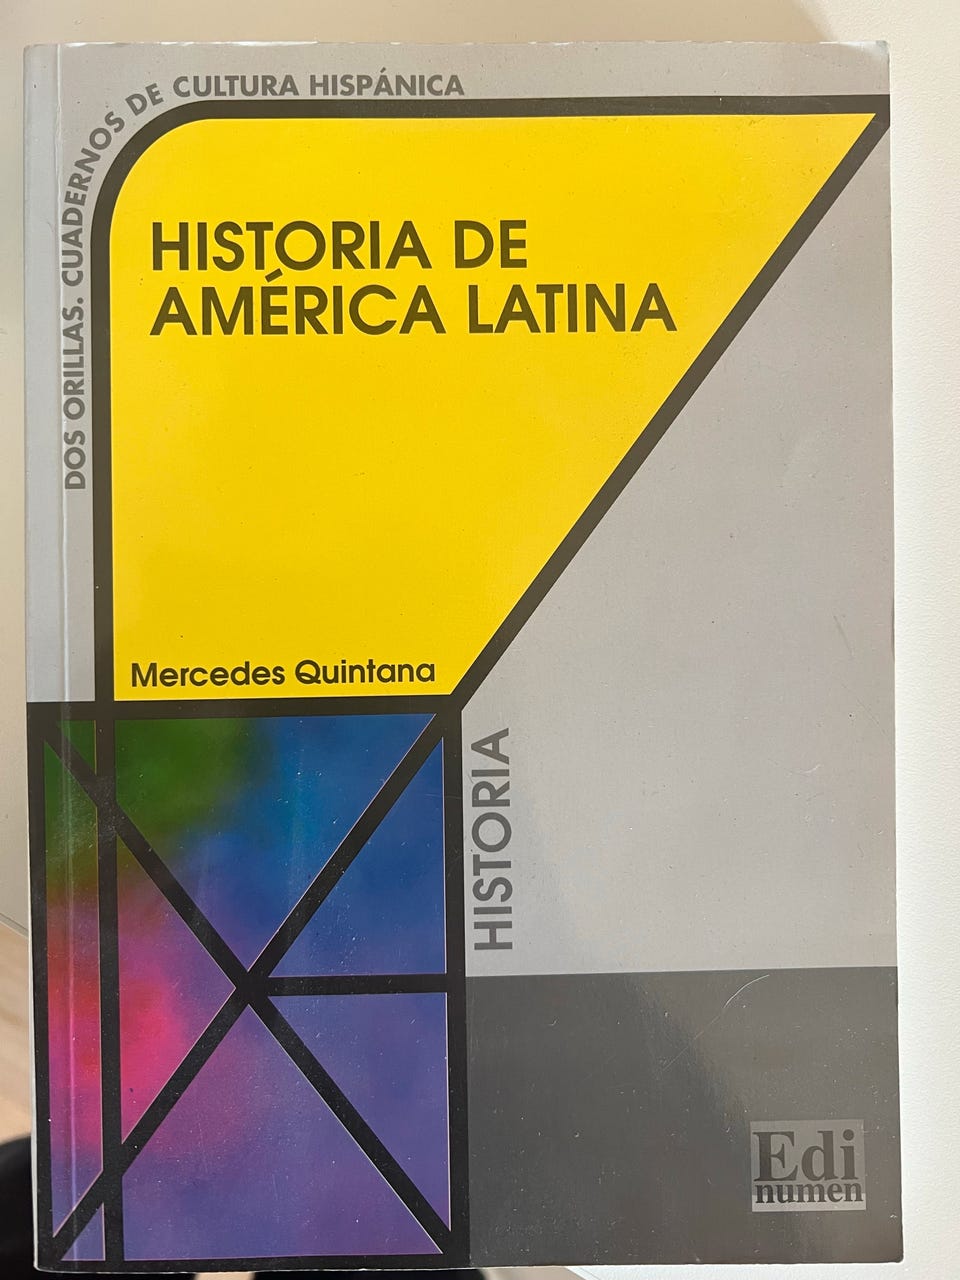 DOS ORILLAS. CUADERNOS DE CULTURA HISPÁNICA
HISTORIA DE
AMÉRICA LATINA
Mercedes Quintana
HISTORIA
Edi
numen